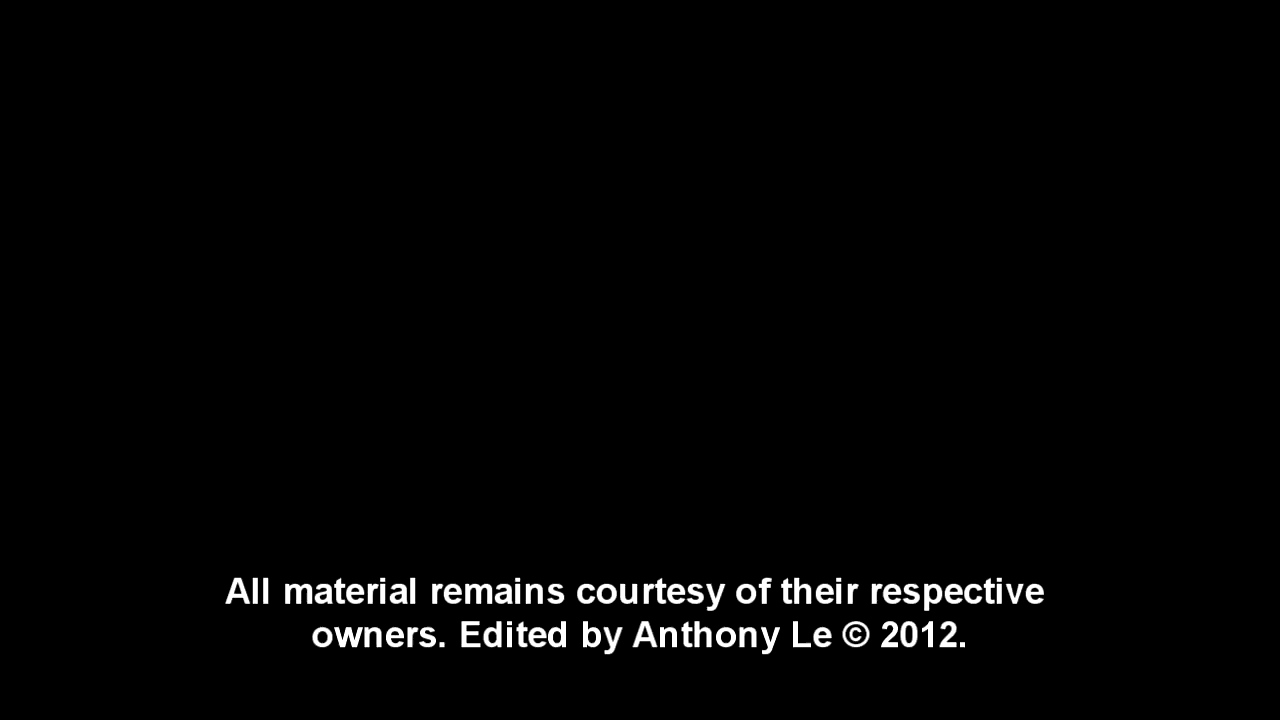 All material remains courtesy of their respective
owners. Edited by Anthony Le © 2012.